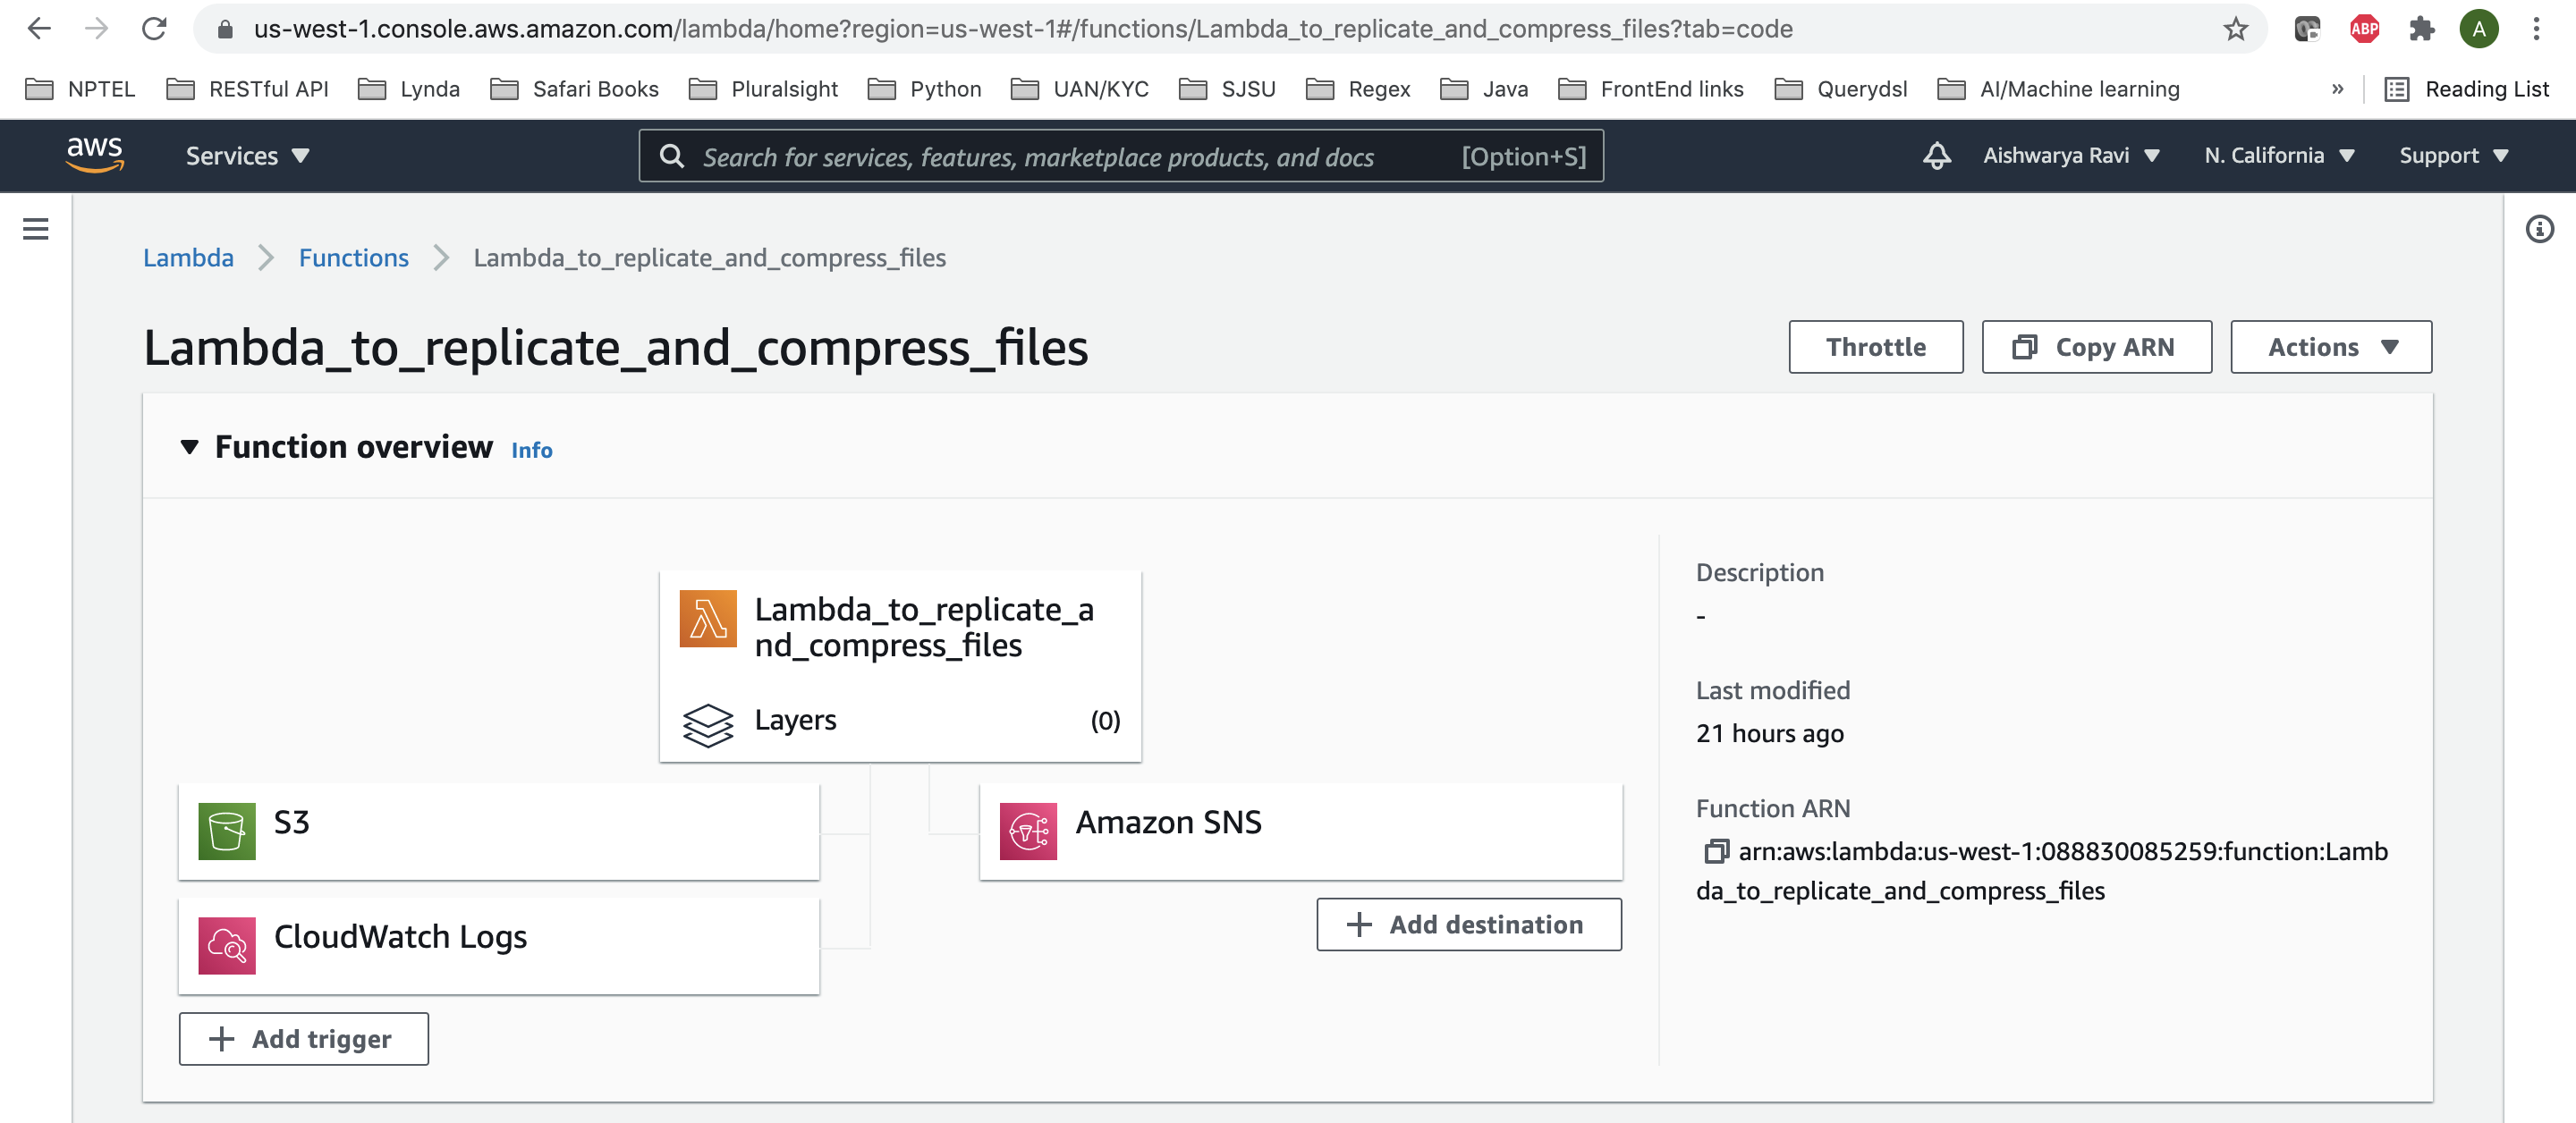 us-west-1.console.aws.amazon.com/lambda/home?region=us-west-1#/functions/Lambda_to_replicate_and_compress_files?tab=code
ABP
A
NPTEL RESTful API Lynda Safari Books Pluralsight Python UAN/KYC SJSU Regex Java FrontEnd links Querydsl AI/Machine learning » Reading List
aws Services ▼ Search for services, features, marketplace products, and docs [Option+S] Aishwarya Ravi ▼ N. California ▼ Support ▼
Lambda > Functions > Lambda_to_replicate_and_compress_files
Lambda_to_replicate_and_compress_files
Throttle Copy ARN Actions ▼
▼ Function overview Info
Lambda_to_replicate_a
nd_compress_files
Layers (0)
S3
CloudWatch Logs
+ Add trigger
Amazon SNS
+ Add destination
Description
-
Last modified
21 hours ago
Function ARN
arn:aws:lambda:us-west-1:088830085259:function:Lamb
da_to_replicate_and_compress_files